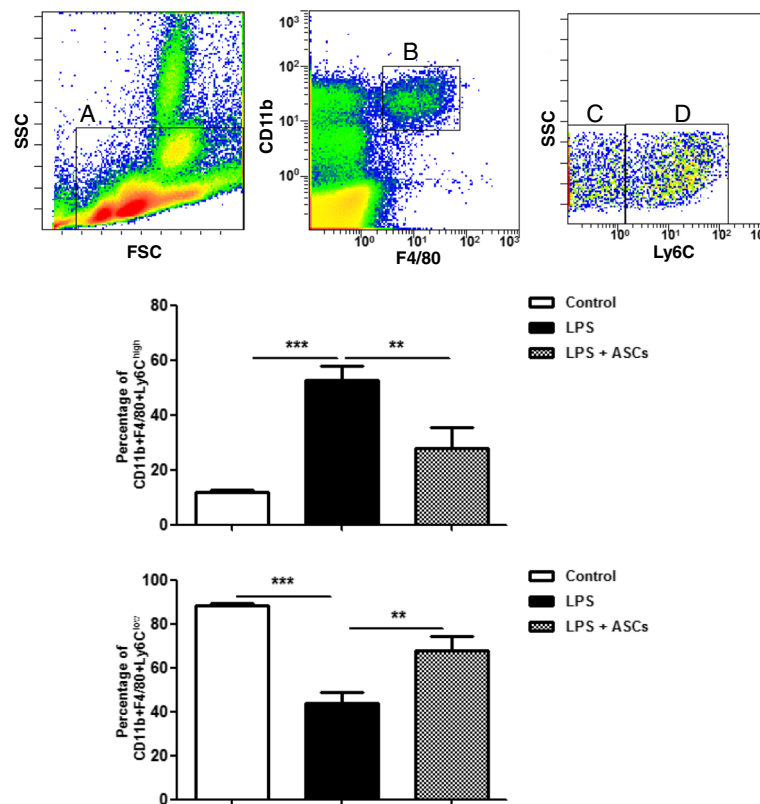 A
SSC
FSC
10³
10²
10¹
10⁰
CD11b
B
10⁰ 10¹ 10² 10³
F4/80
SSC
C D
10⁰ 10¹ 10²
Ly6C
80
60
40
20
0
Percentage of
CD11b+F4/80+Ly6C^high
*** **
Control
LPS
LPS + ASCs
100
80
60
40
20
0
Percentage of
CD11b+F4/80+Ly6C^low
***
**
Control
LPS
LPS + ASCs